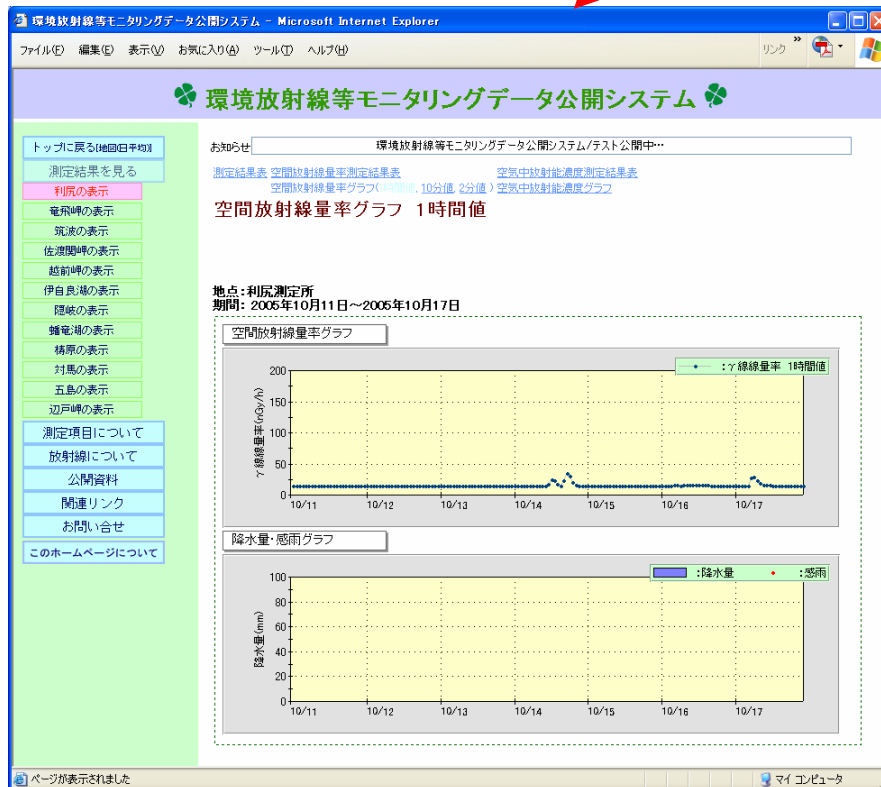 環境放射線等モニタリングデータ公開システム - Microsoft Internet Explorer
ファイル(F) 編集(E) 表示(V) お気に入り(A) ツール(T) ヘルプ(H) リンク »
環境放射線等モニタリングデータ公開システム
お知らせ 環境放射線等モニタリングデータ公開システム/テスト公開中…
トップに戻る[地図(日平均)]
測定結果を見る
利尻の表示
竜飛岬の表示
筑波の表示
佐渡関岬の表示
越前岬の表示
伊自良湖の表示
隠岐の表示
蟠竜湖の表示
梼原の表示
対馬の表示
五島の表示
辺戸岬の表示
測定項目について
放射線について
公開資料
関連リンク
お問い合せ
このホームページについて
測定結果表 空間放射線量率測定結果表 空気中放射能濃度測定結果表
空間放射線量率グラフ(1時間値, 10分値, 2分値 ) 空気中放射能濃度グラフ
空間放射線量率グラフ 1時間値
地点:利尻測定所
期間: 2005年10月11日~2005年10月17日
空間放射線量率グラフ
:γ線線量率 1時間値
γ線線量率(nGy/h)
200
150
100
50
0
10/11 10/12 10/13 10/14 10/15 10/16 10/17
降水量・感雨グラフ
:降水量 :感雨
降水量(mm)
100
80
60
40
20
0
10/11 10/12 10/13 10/14 10/15 10/16 10/17
ページが表示されました マイ コンピュータ